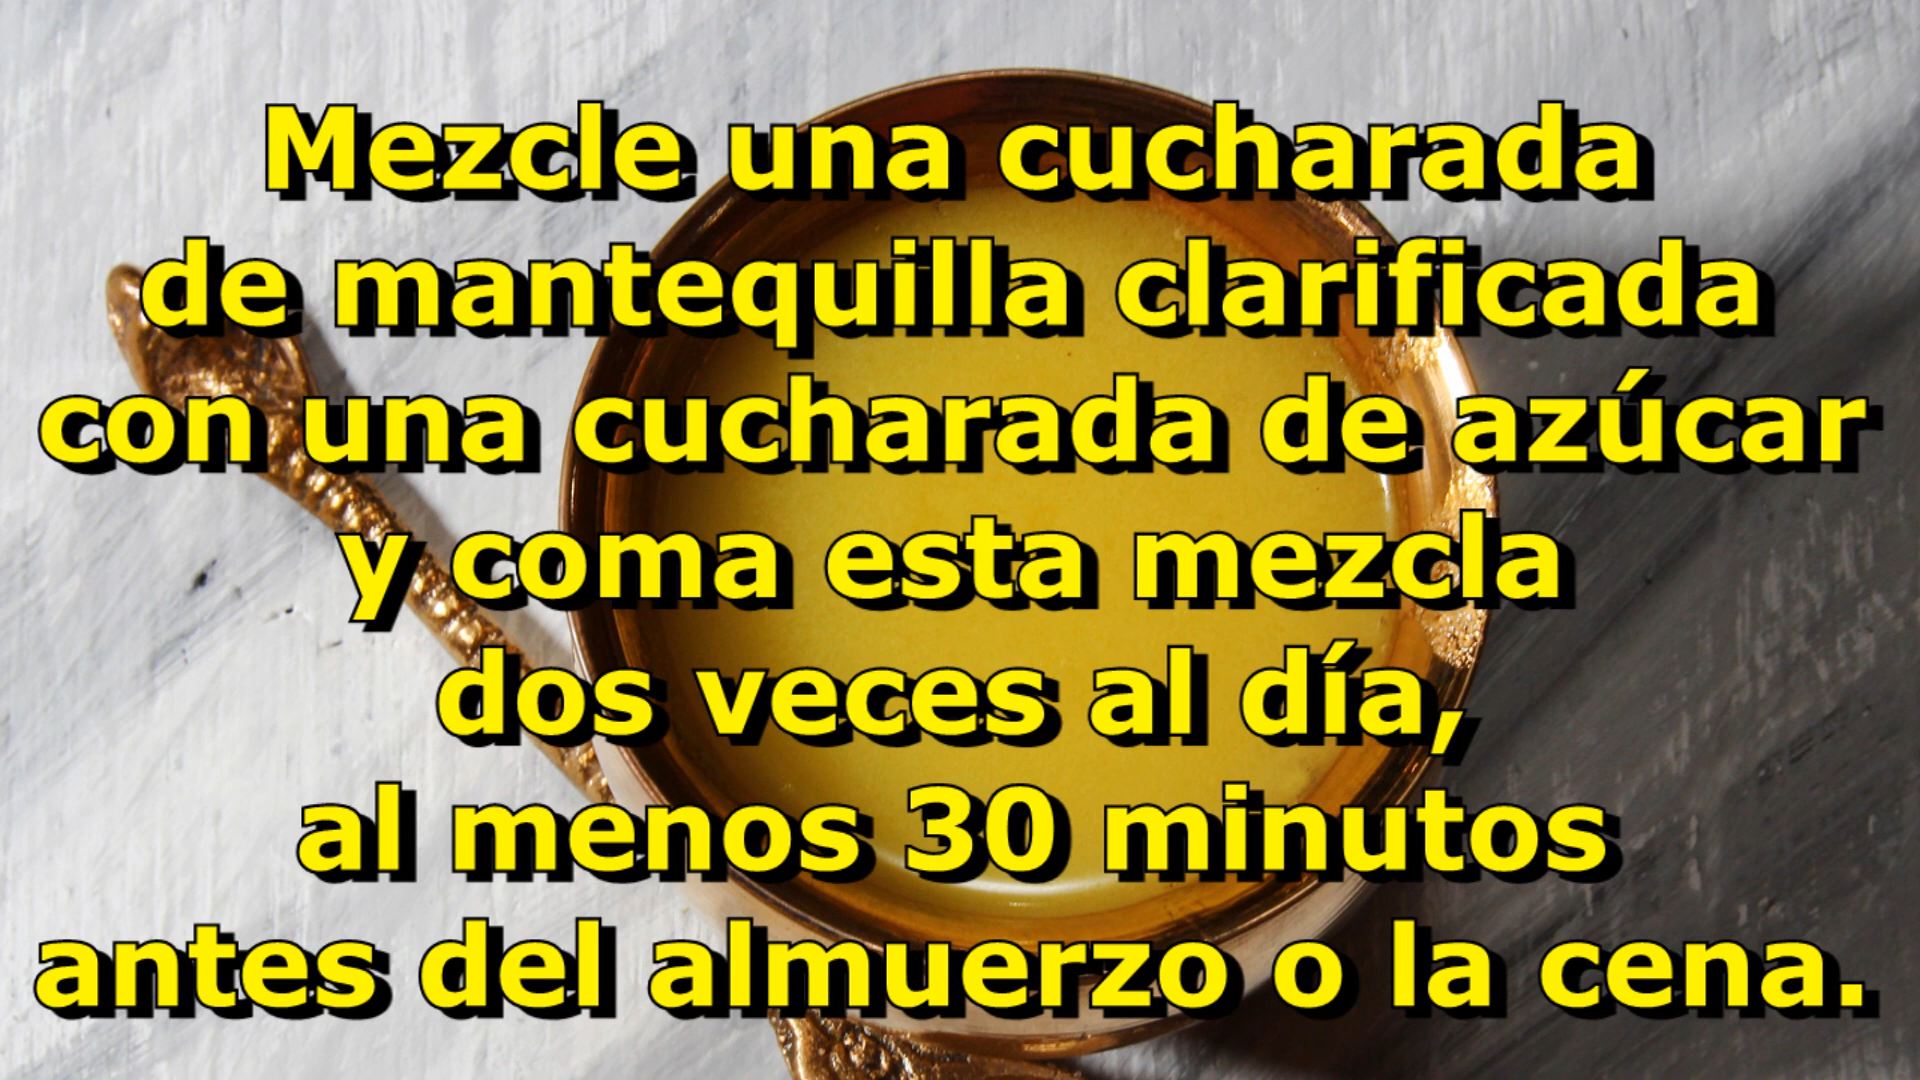 Mezcle una cucharada
de mantequilla clarificada
con una cucharada de azúcar
y coma esta mezcla
dos veces al día,
al menos 30 minutos
antes del almuerzo o la cena.